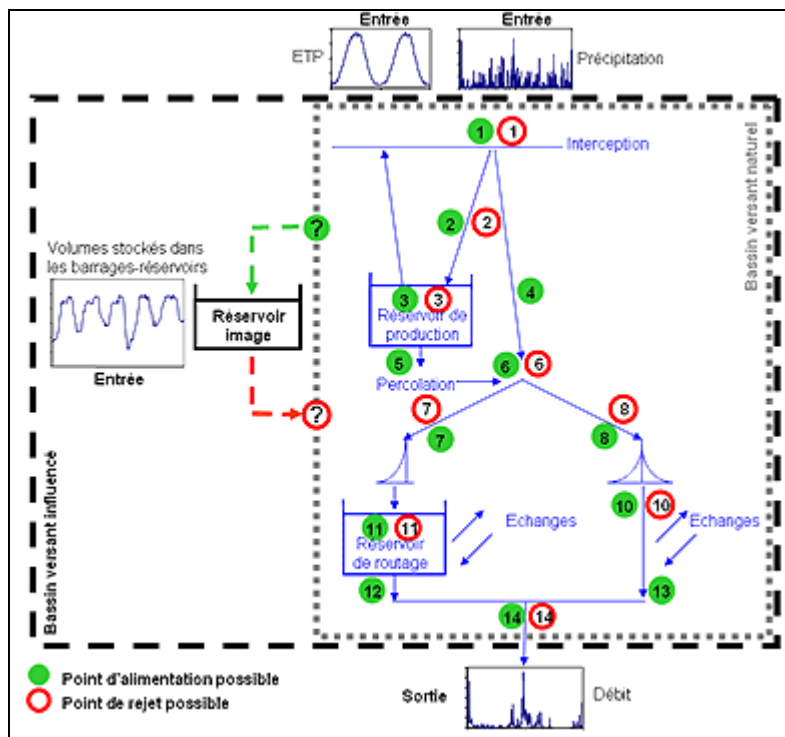 Entrée
Entrée
ETP
Précipitation
1
1
Interception
Bassin versant naturel
2
2
?
Volumes stockés dans
les barrages-réservoirs
Réservoir
image
Entrée
3
3
Réservoir de
production
4
5
Percolation
6
6
?
7
7
8
8
10
10
11
11
Réservoir
de routage
Echanges
Echanges
12
13
14
14
Bassin versant influencé
Point d'alimentation possible
Point de rejet possible
Sortie
Débit